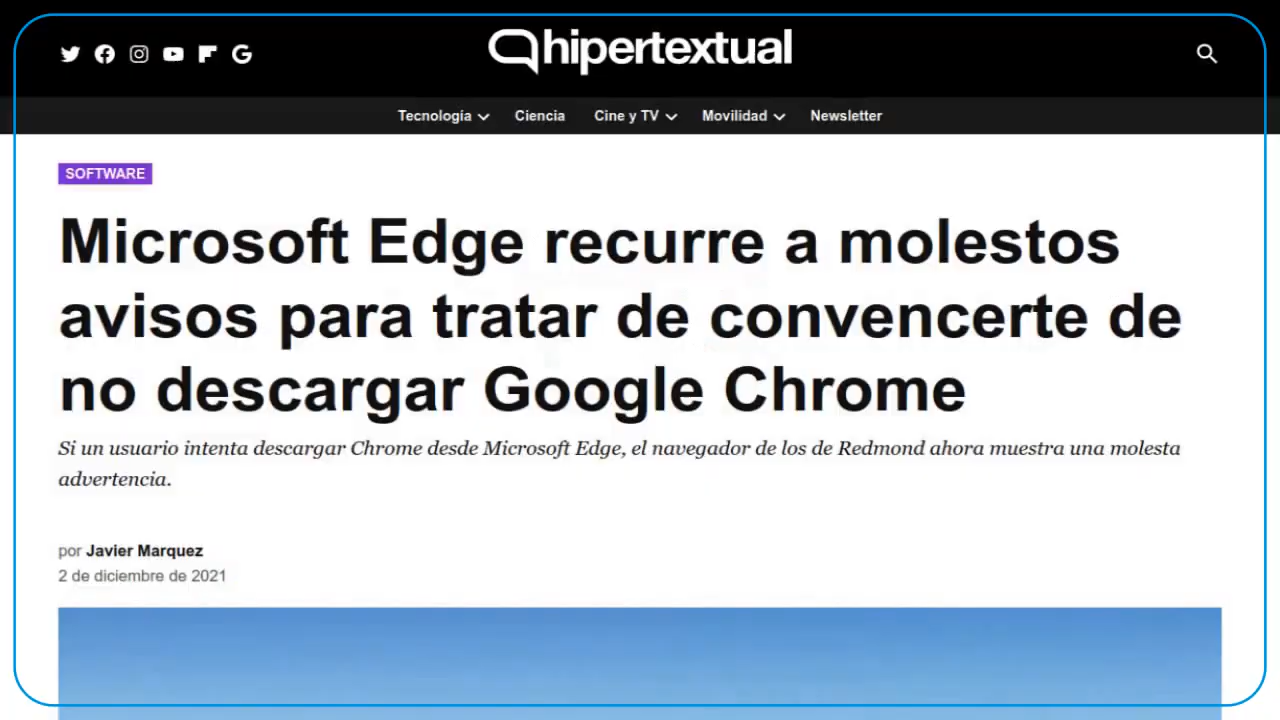 hipertextual
Tecnología
Ciencia
Cine y TV
Movilidad
Newsletter
SOFTWARE
Microsoft Edge recurre a molestos
avisos para tratar de convencerte de
no descargar Google Chrome
Si un usuario intenta descargar Chrome desde Microsoft Edge, el navegador de los de Redmond ahora muestra una molesta
advertencia.
por Javier Marquez
2 de diciembre de 2021